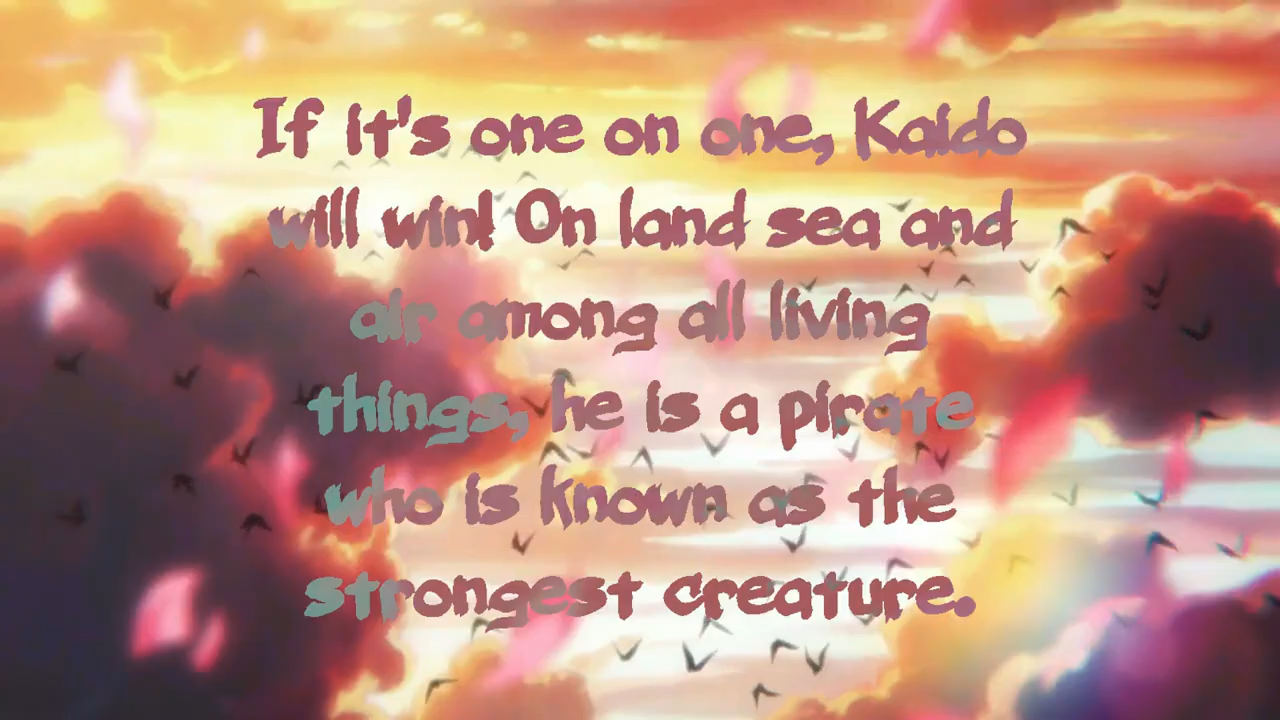 If it's one on one, Kaido
will win! On land sea and
air among all living
things, he is a pirate
who is known as the
strongest creature.